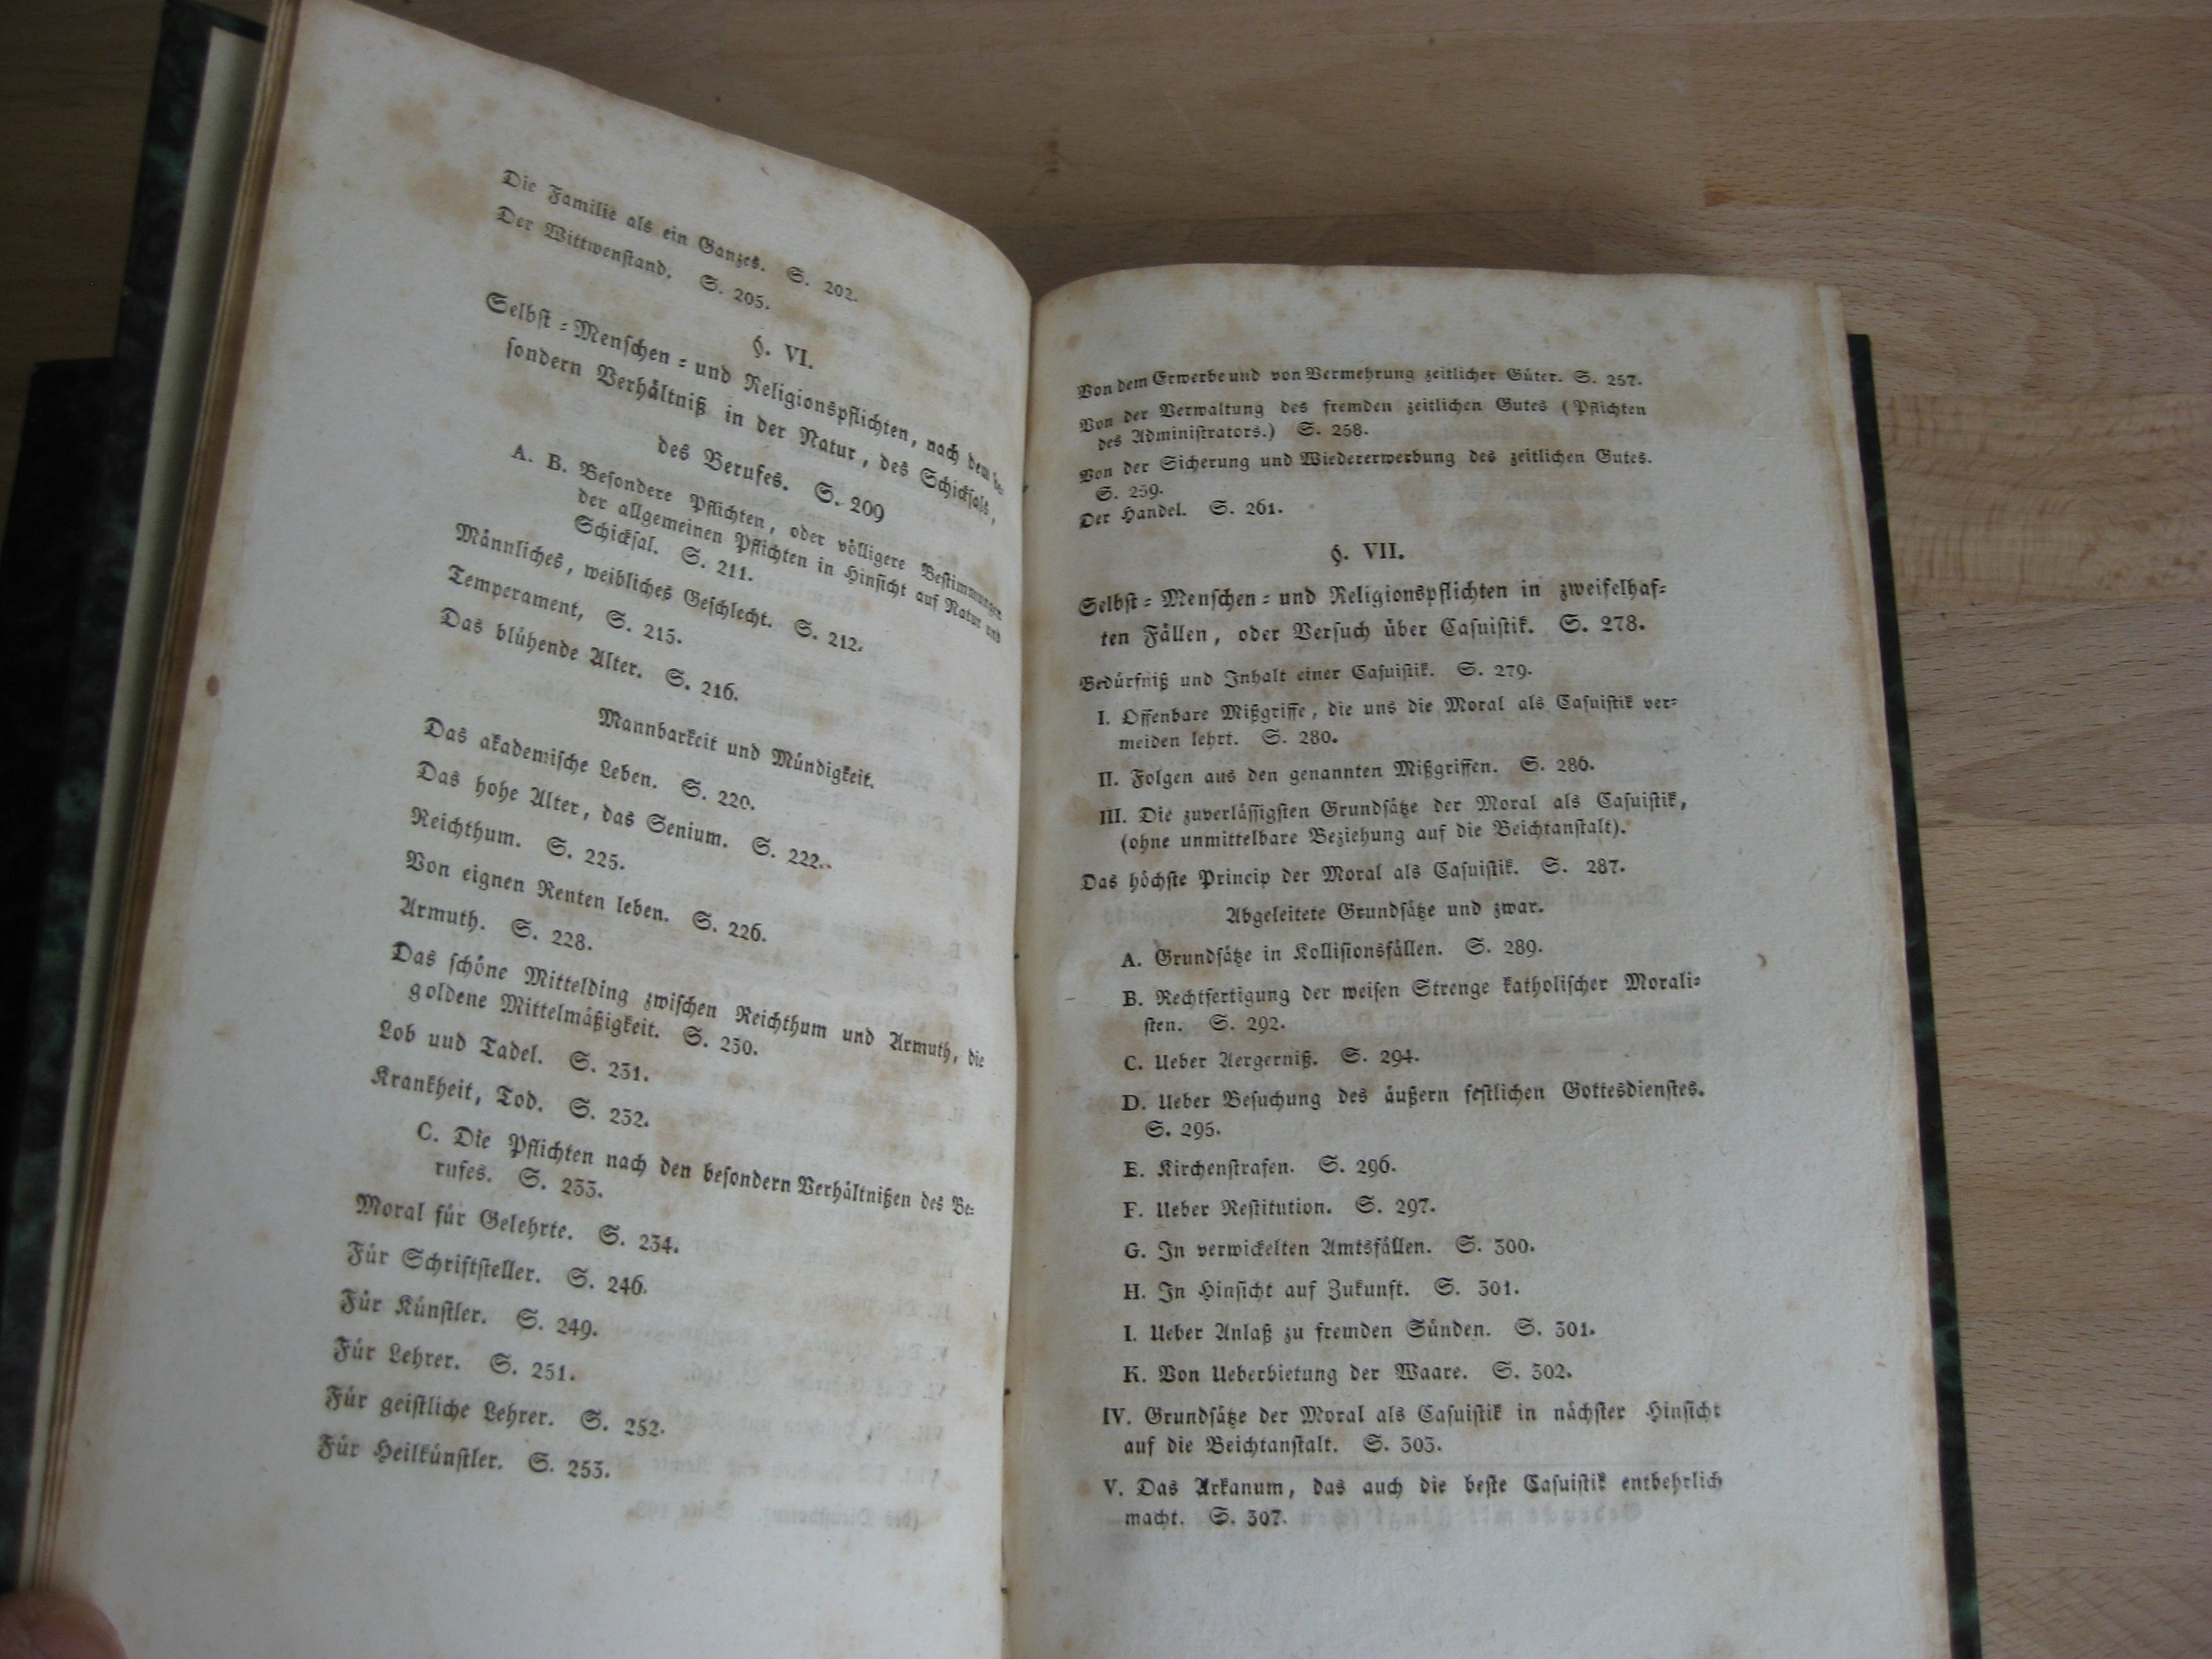 Die Familie als ein Ganzes. S. 202.
Der Wittwenſtand. S. 205.
§. VI.
Selbſt = Menſchen = und Religionspflichten, nach dem be=
ſondern Verhältniß in der Natur, des Schickſals,
des Berufes. S. 209
A. B. Beſondere Pflichten, oder völligere Beſtimmungen
der allgemeinen Pflichten in Hinſicht auf Natur und
Schickſal. S. 211.
Männliches, weibliches Geſchlecht. S. 212.
Temperament, S. 215.
Das blühende Alter. S. 216.
Mannbarkeit und Mündigkeit.
Das akademiſche Leben. S. 220.
Das hohe Alter, das Senium. S. 222.
Reichthum. S. 225.
Von eignen Renten leben. S. 226.
Armuth. S. 228.
Das ſchöne Mittelding zwiſchen Reichthum und Armuth, die
goldene Mittelmäßigkeit. S. 230.
Lob uud Tadel. S. 231.
Krankheit, Tod. S. 232.
C. Die Pflichten nach den beſondern Verhältnißen des Be=
rufes. S. 233.
Moral für Gelehrte. S. 234.
Für Schriftſteller. S. 246.
Für Künſtler. S. 249.
Für Lehrer. S. 251.
Für geiſtliche Lehrer. S. 252.
Für Heilkünſtler. S. 253.
Von dem Erwerbe und von Vermehrung zeitlicher Güter. S. 257.
Von der Verwaltung des fremden zeitlichen Gutes (Pflichten
des Adminiſtrators.) S. 258.
Von der Sicherung und Wiedererwerbung des zeitlichen Gutes.
S. 259.
Der Handel. S. 261.
§. VII.
Selbſt = Menſchen = und Religionspflichten in zweifelhaf=
ten Fällen, oder Verſuch über Caſuiſtik. S. 278.
Bedürfniß und Inhalt einer Caſuiſtik. S. 279.
I. Offenbare Mißgriffe, die uns die Moral als Caſuiſtik ver=
meiden lehrt. S. 280.
II. Folgen aus den genannten Mißgriffen. S. 286.
III. Die zuverläſſigſten Grundſätze der Moral als Caſuiſtik,
(ohne unmittelbare Beziehung auf die Beichtanſtalt).
Das höchſte Princip der Moral als Caſuiſtik. S. 287.
Abgeleitete Grundſätze und zwar.
A. Grundſätze in Kolliſionsfällen. S. 289.
B. Rechtfertigung der weiſen Strenge katholiſcher Morali=
ſten. S. 292.
C. Ueber Aergerniß. S. 294.
D. Ueber Beſuchung des äußern feſtlichen Gottesdienſtes.
S. 295.
E. Kirchenſtrafen. S. 296.
F. Ueber Reſtitution. S. 297.
G. In verwickelten Amtsfällen. S. 300.
H. In Hinſicht auf Zukunft. S. 301.
I. Ueber Anlaß zu fremden Sünden. S. 301.
K. Von Ueberbietung der Waare. S. 302.
IV. Grundſätze der Moral als Caſuiſtik in nächſter Hinſicht
auf die Beichtanſtalt. S. 303.
V. Das Arkanum, das auch die beſte Caſuiſtik entbehrlich
macht. S. 307.